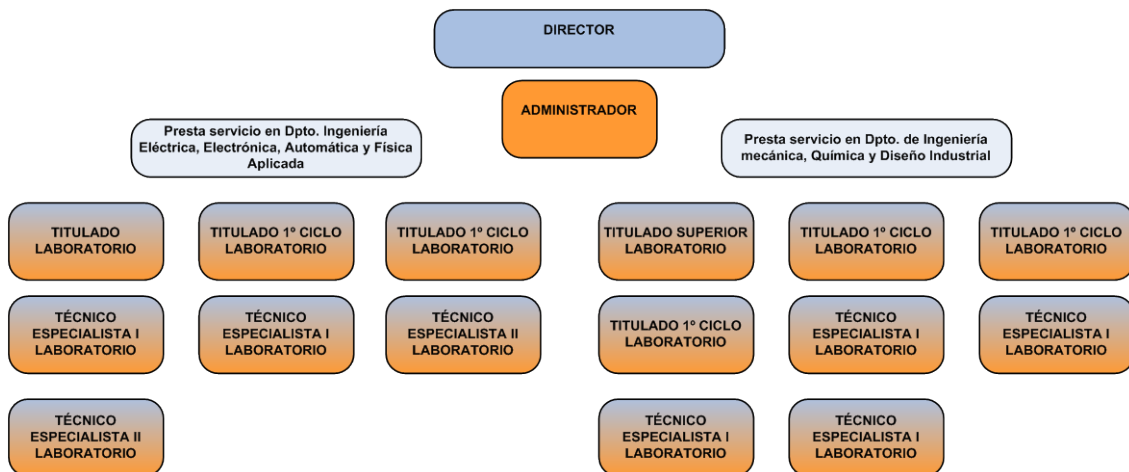 DIRECTOR
ADMINISTRADOR
Presta servicio en Dpto. Ingeniería
Eléctrica, Electrónica, Automática y Física
Aplicada
Presta servicio en Dpto. de Ingeniería
mecánica, Química y Diseño Industrial
TITULADO
LABORATORIO
TITULADO 1º CICLO
LABORATORIO
TITULADO 1º CICLO
LABORATORIO
TITULADO SUPERIOR
LABORATORIO
TITULADO 1º CICLO
LABORATORIO
TITULADO 1º CICLO
LABORATORIO
TÉCNICO
ESPECIALISTA I
LABORATORIO
TÉCNICO
ESPECIALISTA I
LABORATORIO
TÉCNICO
ESPECIALISTA II
LABORATORIO
TITULADO 1º CICLO
LABORATORIO
TÉCNICO
ESPECIALISTA I
LABORATORIO
TÉCNICO
ESPECIALISTA I
LABORATORIO
TÉCNICO
ESPECIALISTA II
LABORATORIO
TÉCNICO
ESPECIALISTA I
LABORATORIO
TÉCNICO
ESPECIALISTA I
LABORATORIO